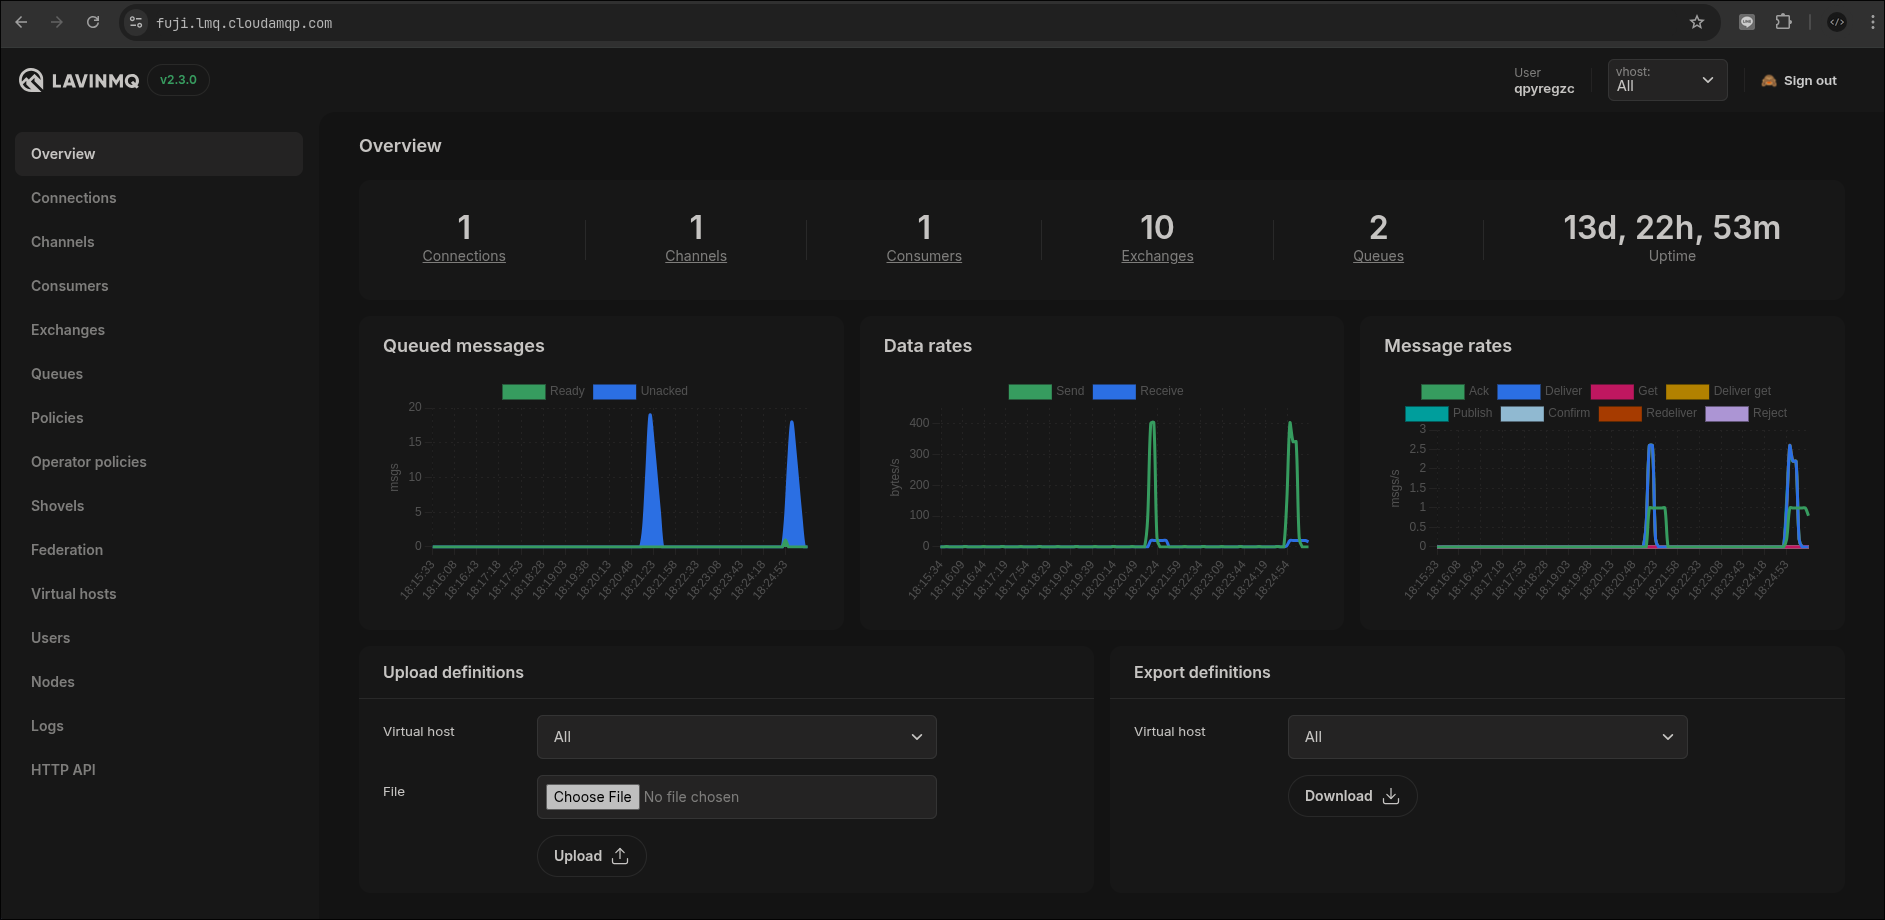 fuji.lmq.cloudamqp.com
LAVINMQ v2.3.0
User
qpyregzc
vhost:
All
Sign out
Overview
Connections
Channels
Consumers
Exchanges
Queues
Policies
Operator policies
Shovels
Federation
Virtual hosts
Users
Nodes
Logs
HTTP API
Overview
1
Connections
1
Channels
1
Consumers
10
Exchanges
2
Queues
13d, 22h, 53m
Uptime
Queued messages
Ready Unacked
20
15
10
5
0
msgs
18:15:33 18:16:08 18:16:43 18:17:18 18:17:53 18:18:28 18:19:03 18:19:38 18:20:13 18:20:48 18:21:23 18:21:58 18:22:33 18:23:08 18:23:43 18:24:18 18:24:53
Data rates
Send Receive
400
300
200
100
0
bytes/s
18:15:34 18:16:09 18:16:44 18:17:19 18:17:54 18:18:29 18:19:04 18:19:39 18:20:14 18:20:49 18:21:24 18:21:59 18:22:34 18:23:09 18:23:44 18:24:19 18:24:54
Message rates
Ack Deliver Get Deliver get
Publish Confirm Redeliver Reject
3
2.5
2
1.5
1
0.5
0
msgs/s
18:15:33 18:16:08 18:16:43 18:17:18 18:17:53 18:18:28 18:19:03 18:19:38 18:20:13 18:20:48 18:21:23 18:21:58 18:22:33 18:23:08 18:23:43 18:24:18 18:24:53
Upload definitions
Virtual host
All
File
Choose File No file chosen
Upload
Export definitions
Virtual host
All
Download